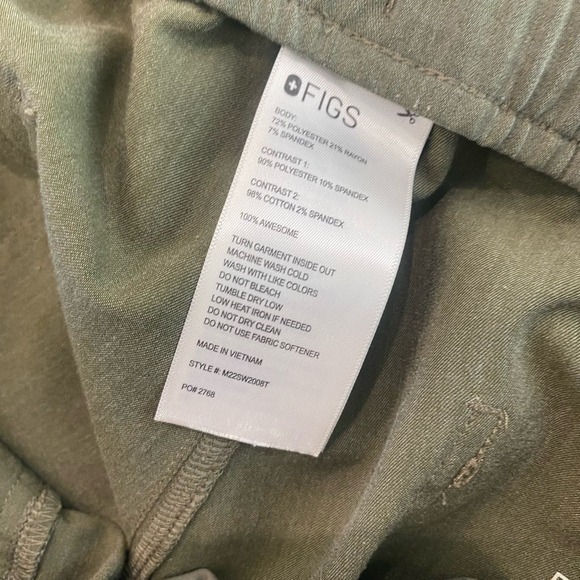 FIGS
BODY:
72% POLYESTER 21% RAYON
7% SPANDEX
CONTRAST 1:
90% POLYESTER 10% SPANDEX
CONTRAST 2:
98% COTTON 2% SPANDEX
100% AWESOME
TURN GARMENT INSIDE OUT
MACHINE WASH COLD
WASH WITH LIKE COLORS
DO NOT BLEACH
TUMBLE DRY LOW
LOW HEAT IRON IF NEEDED
DO NOT DRY CLEAN
DO NOT USE FABRIC SOFTENER
MADE IN VIETNAM
STYLE #: M22SW2008T
PO# 2768